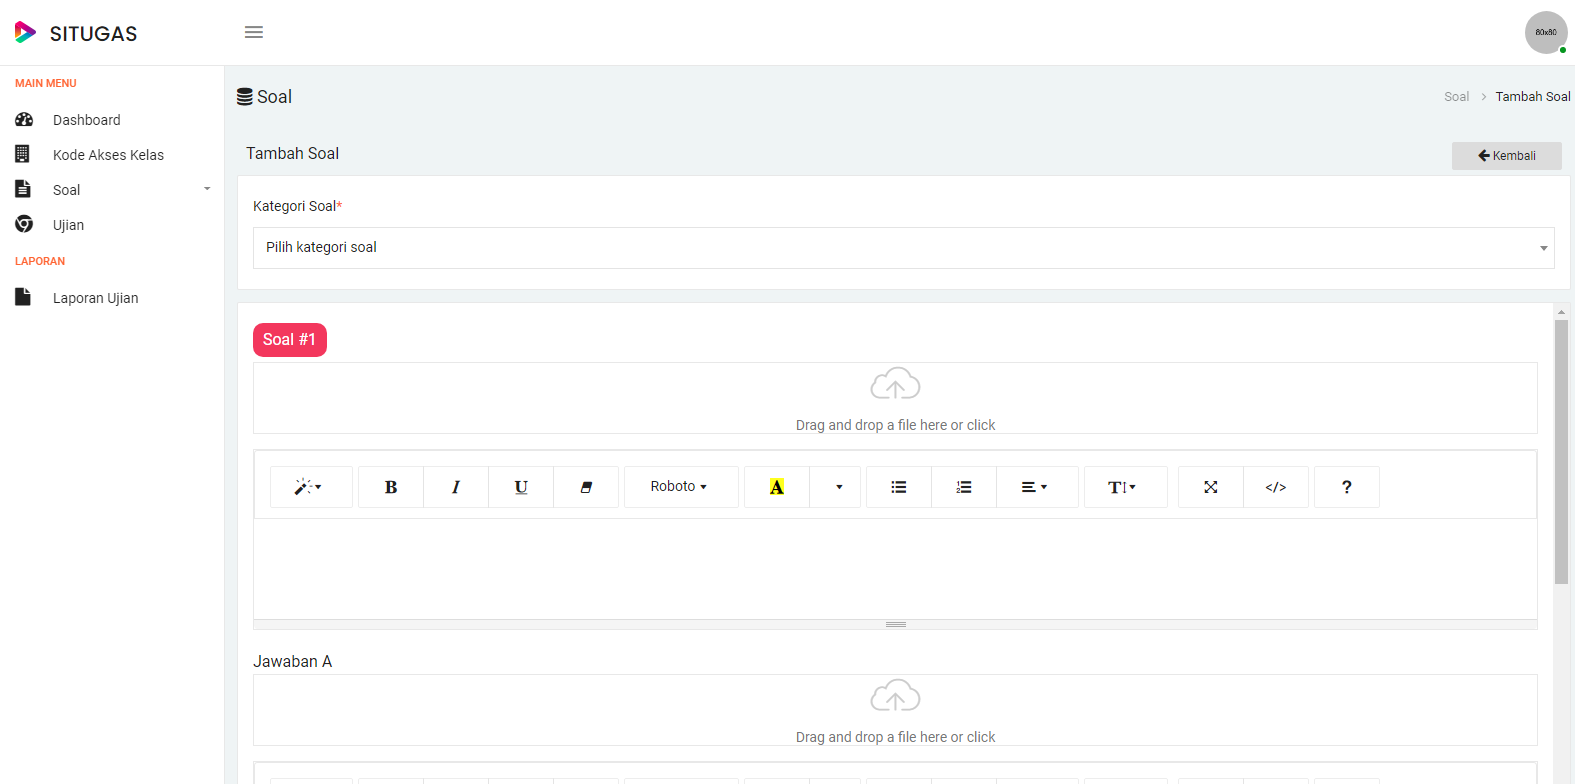 SITUGAS
80x80
MAIN MENU
Dashboard
Kode Akses Kelas
Soal
Ujian
LAPORAN
Laporan Ujian
Soal
Soal > Tambah Soal
Tambah Soal
Kembali
Kategori Soal*
Pilih kategori soal
Soal #1
Drag and drop a file here or click
B I U Roboto A T </> ?
Jawaban A
Drag and drop a file here or click